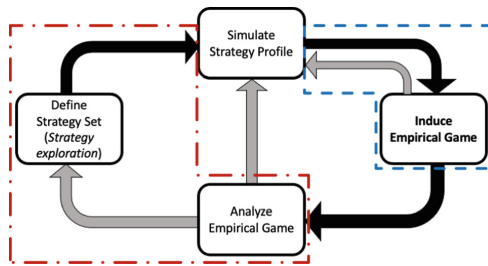 Simulate
Strategy Profile
Define
Strategy Set
(Strategy
exploration)
Induce
Empirical Game
Analyze
Empirical Game